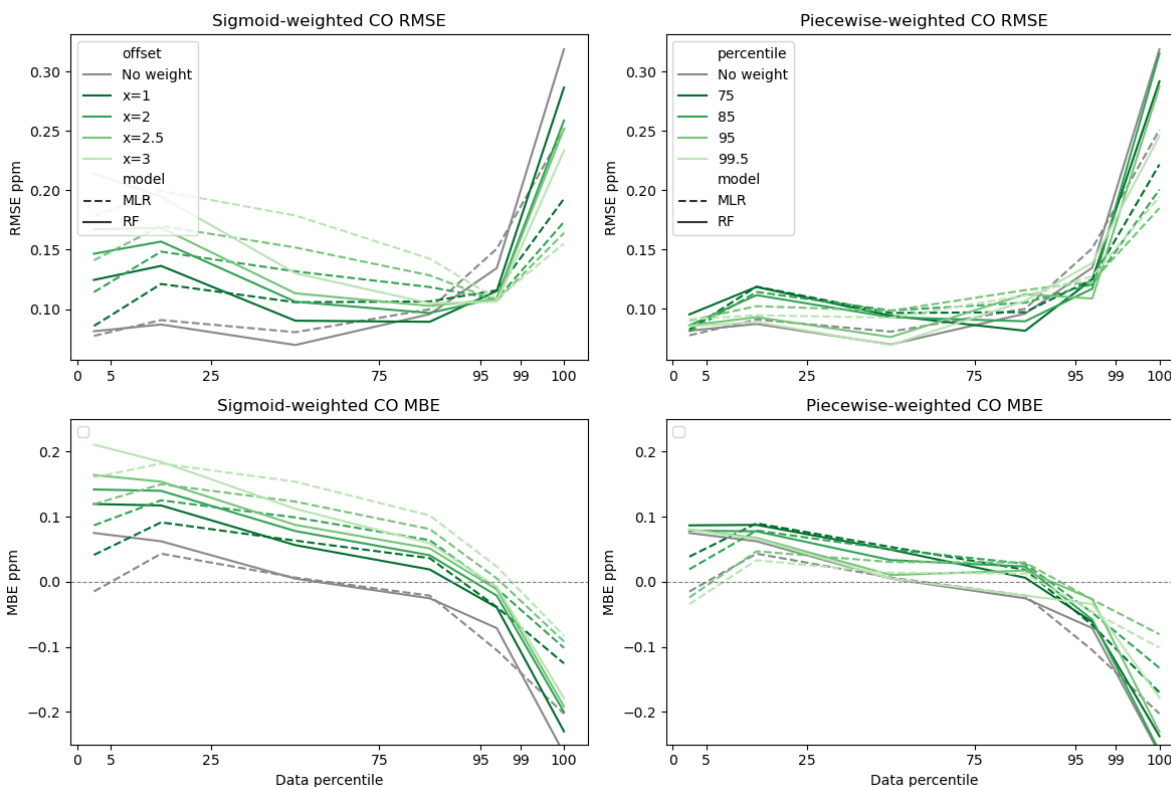 Sigmoid-weighted CO RMSE
RMSE ppm
0.30
0.25
0.20
0.15
0.10
offset
No weight
x=1
x=2
x=2.5
x=3
model
MLR
RF
0 5 25 75 95 99 100
Piecewise-weighted CO RMSE
RMSE ppm
0.30
0.25
0.20
0.15
0.10
percentile
No weight
75
85
95
99.5
model
MLR
RF
0 5 25 75 95 99 100
Sigmoid-weighted CO MBE
MBE ppm
0.2
0.1
0.0
−0.1
−0.2
0 5 25 75 95 99 100
Data percentile
Piecewise-weighted CO MBE
MBE ppm
0.2
0.1
0.0
−0.1
−0.2
0 5 25 75 95 99 100
Data percentile